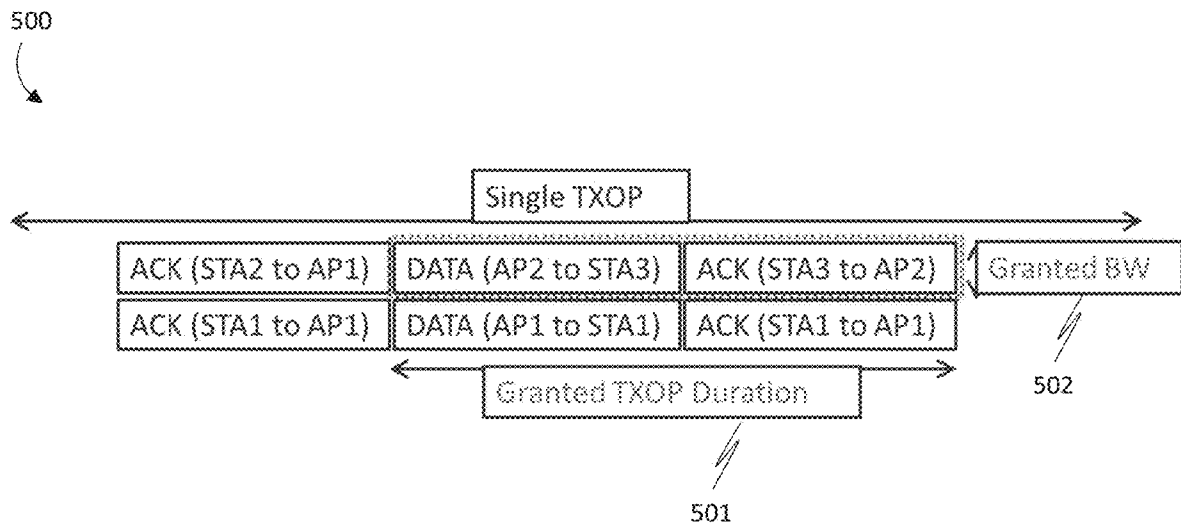 500
Single TXOP
ACK (STA2 to AP1) DATA (AP2 to STA3) ACK (STA3 to AP2) Granted BW
ACK (STA1 to AP1) DATA (AP1 to STA1) ACK (STA1 to AP1)
502
Granted TXOP Duration
501